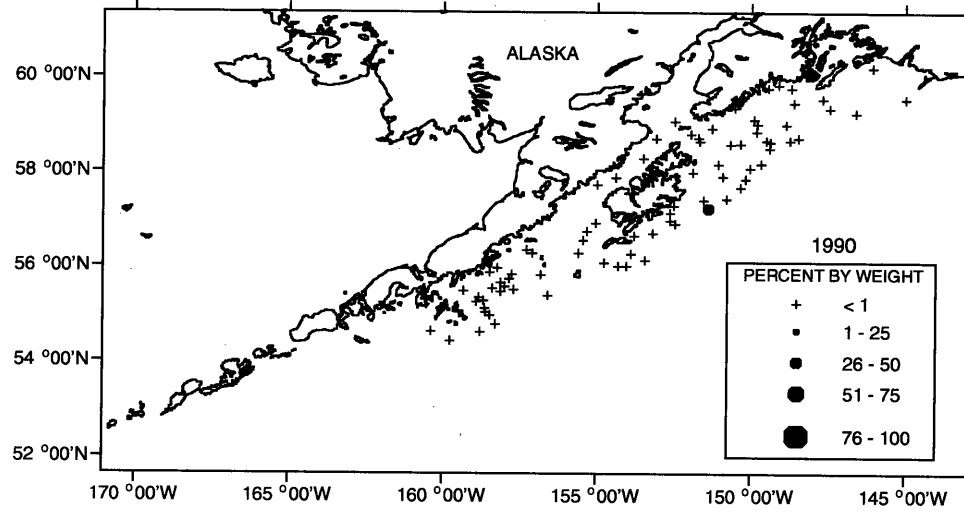 ALASKA
60 °00'N
58 °00'N
56 °00'N
54 °00'N
52 °00'N
1990
PERCENT BY WEIGHT
+ < 1
1 - 25
26 - 50
51 - 75
76 - 100
170 °00'W 165 °00'W 160 °00'W 155 °00'W 150 °00'W 145 °00'W